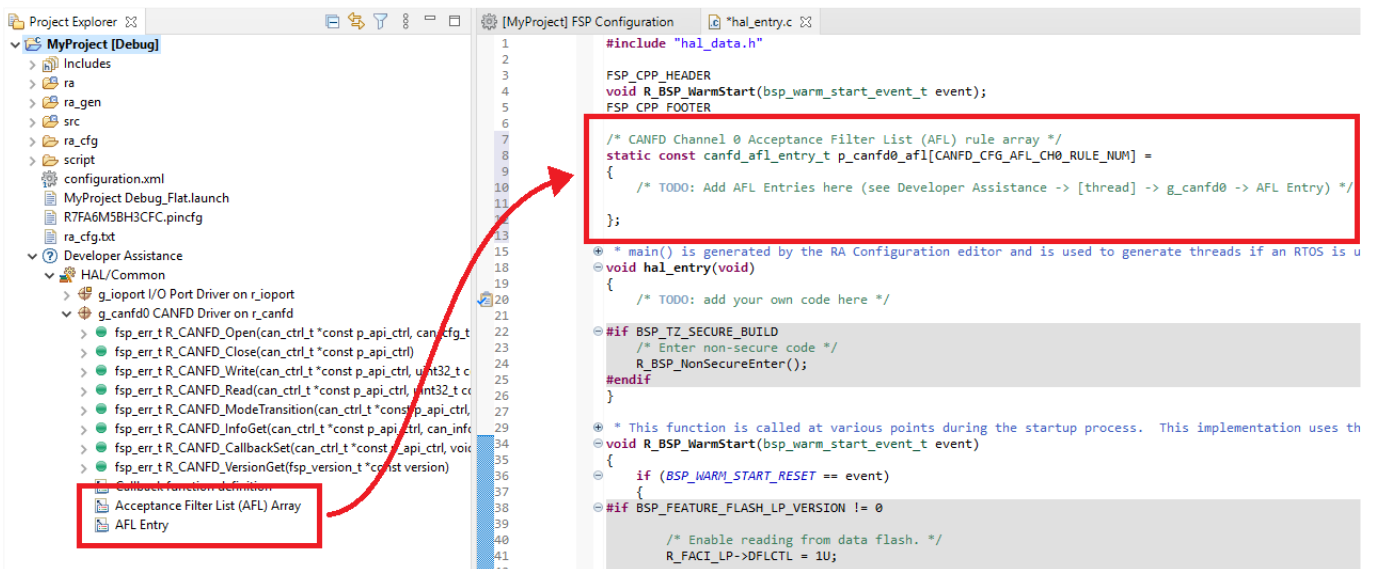 Project Explorer
MyProject [Debug]
Includes
ra
ra_gen
src
ra_cfg
script
configuration.xml
MyProject Debug_Flat.launch
R7FA6M5BH3CFC.pincfg
ra_cfg.txt
Developer Assistance
HAL/Common
g_ioport I/O Port Driver on r_ioport
g_canfd0 CANFD Driver on r_canfd
fsp_err_t R_CANFD_Open(can_ctrl_t *const p_api_ctrl, can_cfg_t
fsp_err_t R_CANFD_Close(can_ctrl_t *const p_api_ctrl)
fsp_err_t R_CANFD_Write(can_ctrl_t *const p_api_ctrl, uint32_t c
fsp_err_t R_CANFD_Read(can_ctrl_t *const p_api_ctrl, uint32_t co
fsp_err_t R_CANFD_ModeTransition(can_ctrl_t *const p_api_ctrl,
fsp_err_t R_CANFD_InfoGet(can_ctrl_t *const p_api_ctrl, can_info
fsp_err_t R_CANFD_CallbackSet(can_ctrl_t *const p_api_ctrl, void
fsp_err_t R_CANFD_VersionGet(fsp_version_t *const version)
Callback function definition
Acceptance Filter List (AFL) Array
AFL Entry
[MyProject] FSP Configuration
*hal_entry.c
1 #include "hal_data.h"
2
3 FSP_CPP_HEADER
4 void R_BSP_WarmStart(bsp_warm_start_event_t event);
5 FSP_CPP_FOOTER
6
7 /* CANFD Channel 0 Acceptance Filter List (AFL) rule array */
8 static const canfd_afl_entry_t p_canfd0_afl[CANFD_CFG_AFL_CH0_RULE_NUM] =
9 {
10 /* TODO: Add AFL Entries here (see Developer Assistance -> [thread] -> g_canfd0 -> AFL Entry) */
11
12 };
13
15 * main() is generated by the RA Configuration editor and is used to generate threads if an RTOS is u
18 void hal_entry(void)
19 {
20 /* TODO: add your own code here */
21
22 #if BSP_TZ_SECURE_BUILD
23 /* Enter non-secure code */
24 R_BSP_NonSecureEnter();
25 #endif
26 }
27
29 * This function is called at various points during the startup process.  This implementation uses th
34 void R_BSP_WarmStart(bsp_warm_start_event_t event)
35 {
36 if (BSP_WARM_START_RESET == event)
37 {
38 #if BSP_FEATURE_FLASH_LP_VERSION != 0
39
40 /* Enable reading from data flash. */
41 R_FACI_LP->DFLCTL = 1U;